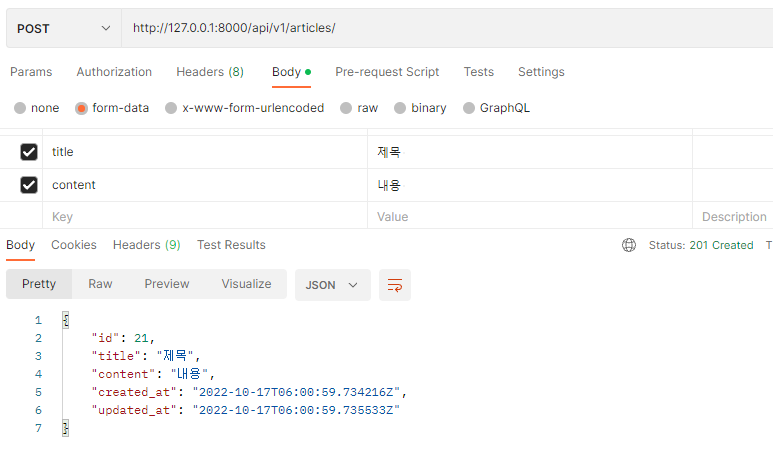 POST http://127.0.0.1:8000/api/v1/articles/
Params Authorization Headers (8) Body Pre-request Script Tests Settings
none form-data x-www-form-urlencoded raw binary GraphQL
title 제목
content 내용
Key Value Description
Body Cookies Headers (9) Test Results Status: 201 Created T
Pretty Raw Preview Visualize JSON
1 {
2 "id": 21,
3 "title": "제목",
4 "content": "내용",
5 "created_at": "2022-10-17T06:00:59.734216Z",
6 "updated_at": "2022-10-17T06:00:59.735533Z"
7 }